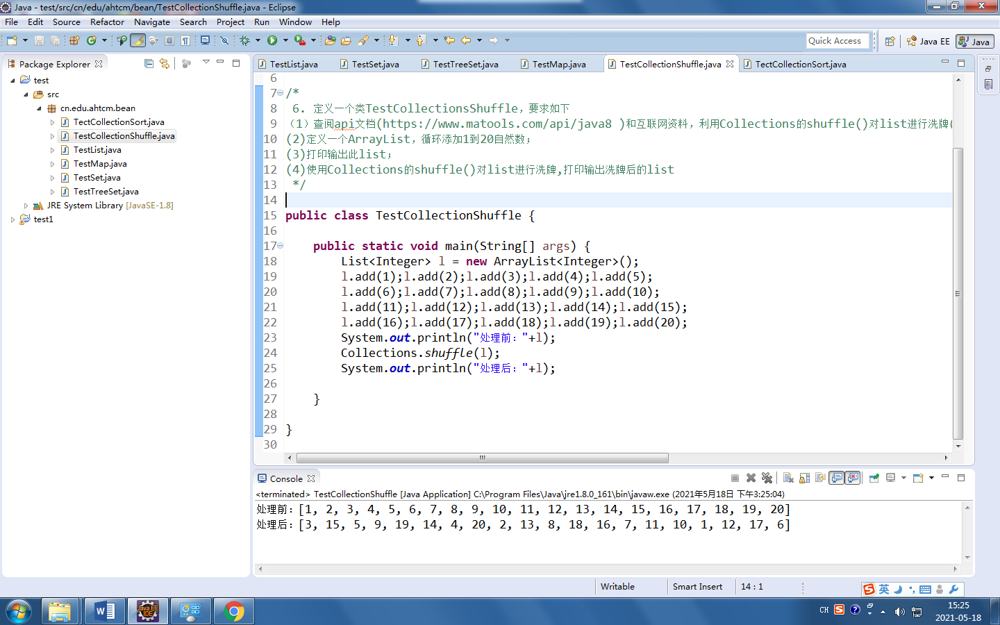 Java - test/src/cn/edu/ahtcm/bean/TestCollectionShuffle.java - Eclipse
File Edit Source Refactor Navigate Search Project Run Window Help
Quick Access Java EE Java
Package Explorer
test
src
cn.edu.ahtcm.bean
TectCollectionSort.java
TestCollectionShuffle.java
TestList.java
TestMap.java
TestSet.java
TestTreeSet.java
JRE System Library [JavaSE-1.8]
test1
TestList.java TestSet.java TestTreeSet.java TestMap.java TestCollectionShuffle.java TectCollectionSort.java
6
7 /*
8 6. 定义一个类TestCollectionsShuffle，要求如下
9 （1）查阅api文档(https://www.matools.com/api/java8 )和互联网资料，利用Collections的shuffle()对list进行洗牌(
10 (2)定义一个ArrayList，循环添加1到20自然数；
11 (3)打印输出此list；
12 (4)使用Collections的shuffle()对list进行洗牌,打印输出洗牌后的list
13 */
14
15 public class TestCollectionShuffle {
16
17 public static void main(String[] args) {
18 List<Integer> l = new ArrayList<Integer>();
19 l.add(1);l.add(2);l.add(3);l.add(4);l.add(5);
20 l.add(6);l.add(7);l.add(8);l.add(9);l.add(10);
21 l.add(11);l.add(12);l.add(13);l.add(14);l.add(15);
22 l.add(16);l.add(17);l.add(18);l.add(19);l.add(20);
23 System.out.println("处理前："+l);
24 Collections.shuffle(l);
25 System.out.println("处理后："+l);
26
27 }
28
29 }
30
Console
<terminated> TestCollectionShuffle [Java Application] C:\Program Files\Java\jre1.8.0_161\bin\javaw.exe (2021年5月18日 下午3:25:04)
处理前：[1, 2, 3, 4, 5, 6, 7, 8, 9, 10, 11, 12, 13, 14, 15, 16, 17, 18, 19, 20]
处理后：[3, 15, 5, 9, 19, 14, 4, 20, 2, 13, 8, 18, 16, 7, 11, 10, 1, 12, 17, 6]
Writable Smart Insert 14 : 1
英
Java EE
IDE
CH
15:25
2021-05-18